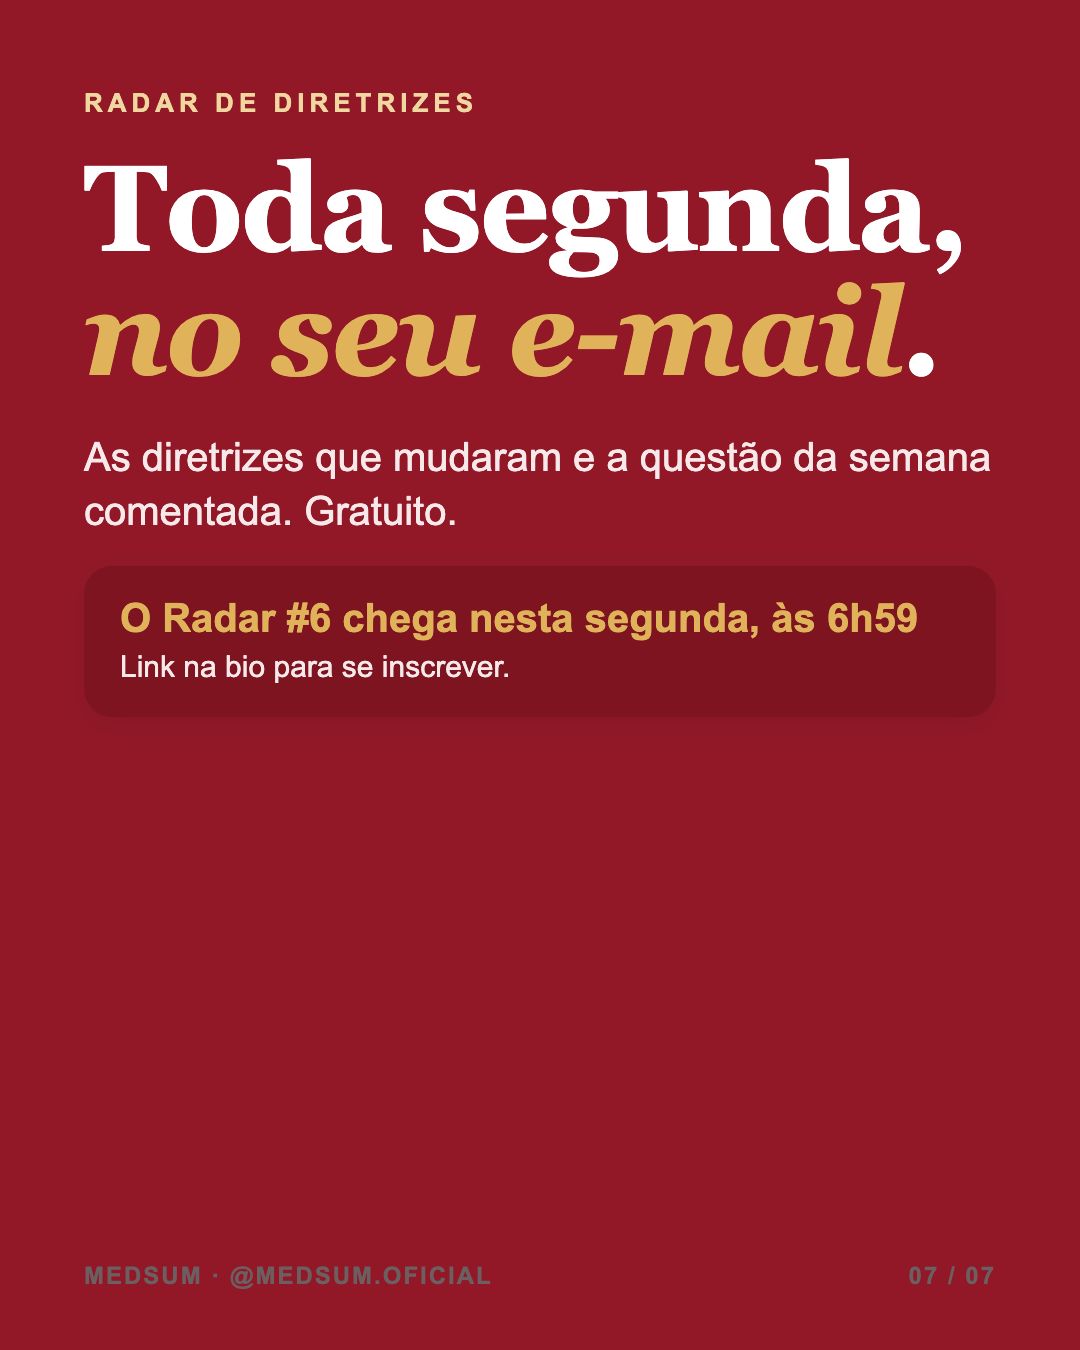 RADAR DE DIRETRIZES
Toda segunda,
no seu e-mail.
As diretrizes que mudaram e a questão da semana
comentada. Gratuito.
O Radar #6 chega nesta segunda, às 6h59
Link na bio para se inscrever.
MEDSUM · @MEDSUM.OFICIAL
07 / 07